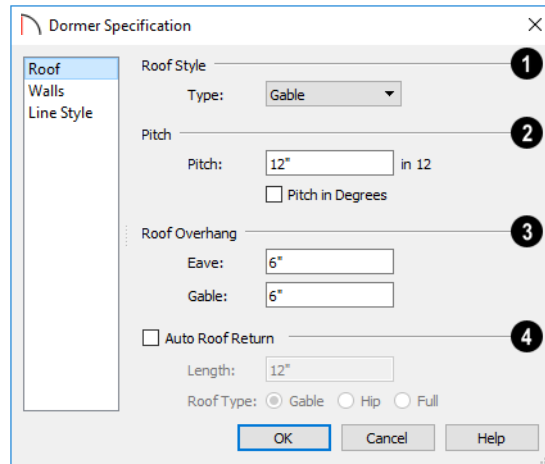 Dormer Specification
Roof
Walls
Line Style
Roof Style 1
Type: Gable
Pitch 2
Pitch: 12" in 12
Pitch in Degrees
Roof Overhang 3
Eave: 6"
Gable: 6"
Auto Roof Return 4
Length: 12"
Roof Type: Gable Hip Full
OK Cancel Help